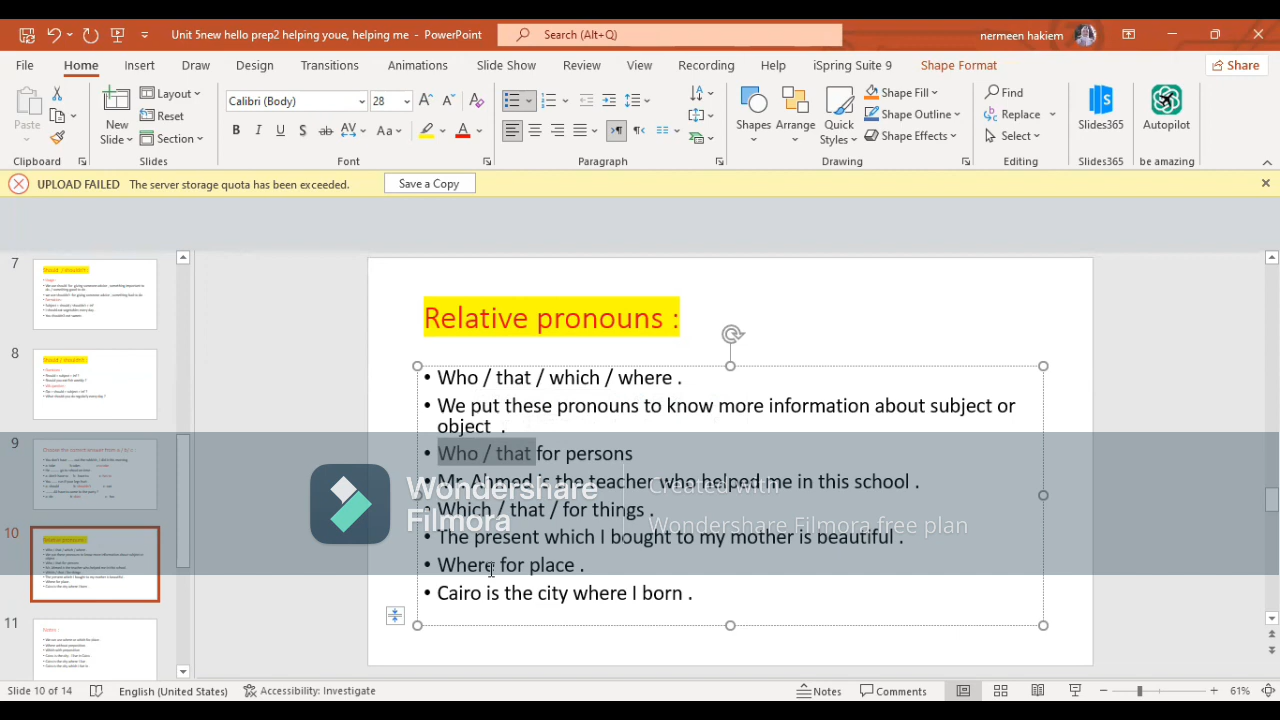 Unit 5new hello prep2 helping youe, helping me - PowerPoint
Search (Alt+Q)
nermeen hakiem
File Home Insert Draw Design Transitions Animations Slide Show Review View Recording Help iSpring Suite 9 Shape Format Share
Paste
New Slide
Layout
Reset
Section
Calibri (Body) 28
Shapes
Arrange
Quick Styles
Shape Fill
Shape Outline
Shape Effects
Find
Replace
Select
Slides365
Autopilot
Clipboard Slides Font Paragraph Drawing Editing Slides365 be amazing
UPLOAD FAILED The server storage quota has been exceeded. Save a Copy
7
8
9
10
11
Relative pronouns :
• Who / that / which / where .
• We put these pronouns to know more information about subject or
object .
• Who / that for persons
the teacher who helped me in this school .
• Which / that / for things .
• The present which I bought to my mother is beautiful .
• Where for place .
• Cairo is the city where I born .
Wondershare
Filmora
Created with
Wondershare Filmora free plan
Slide 10 of 14 English (United States) Accessibility: Investigate Notes Comments 61%